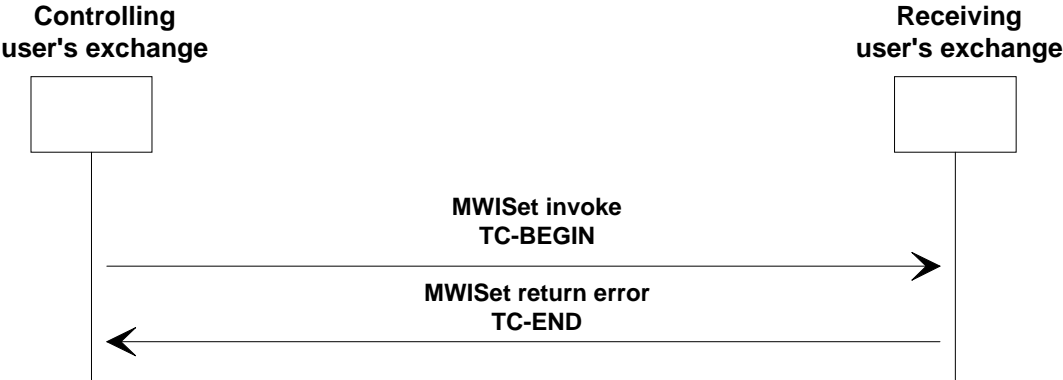 Controlling
user's exchange
Receiving
user's exchange
MWISet invoke
TC-BEGIN
MWISet return error
TC-END